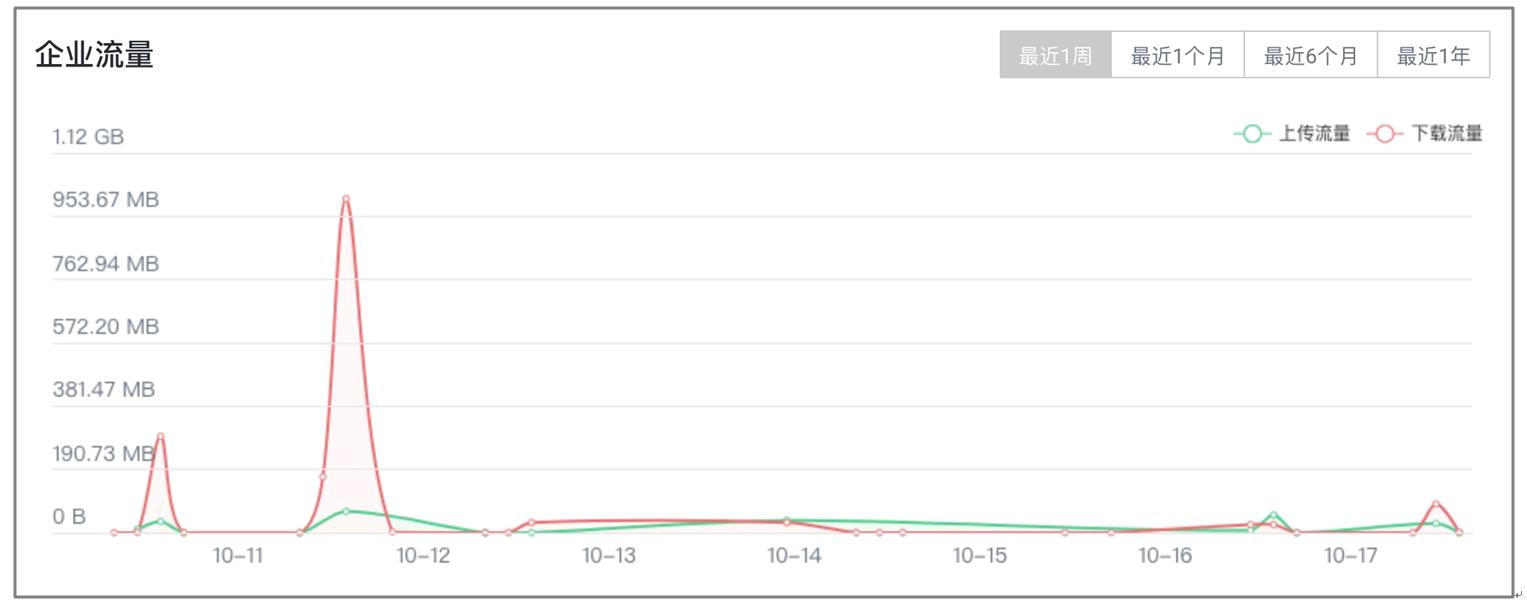 企业流量
最近1周 最近1个月 最近6个月 最近1年
上传流量 下载流量
1.12 GB
953.67 MB
762.94 MB
572.20 MB
381.47 MB
190.73 MB
0 B
10-11 10-12 10-13 10-14 10-15 10-16 10-17